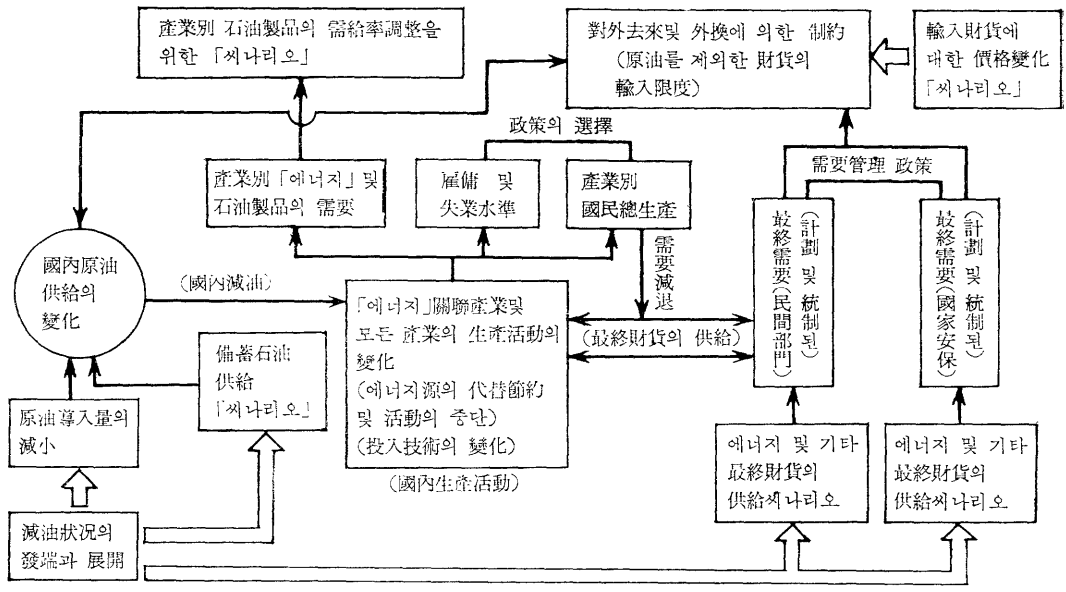 產業別 石油製品의 需給率調整을
위한 「씨나리오」
對外去來및 外換에 의한 制約
(原油를 제외한 財貨의
輸入限度)
輸入財貨에
대한 價格變化
「씨나리오」
政策의 選擇
需要管理 政策
產業別「에너지」및
石油製品의 需要
雇傭 및
失業水準
產業別
國民總生產
需要減退
最終需要(民間部門)
(計劃 및 統制된)
最終需要(國家安保)
(計劃 및 統制된)
國內原油
供給의
變化
(國內減油)
「에너지」關聯產業및
모든 產業의 生產活動의
變化
(에너지源의 代替節約
및 活動의 중단)
(投入技術의 變化)
(國內生產活動)
(最終財貨의 供給)
備蓄石油
供給
「씨나리오」
原油導入量의
減小
減油狀況의
發端과 展開
에너지 및 기타
最終財貨의
供給씨나리오
에너지 및 기타
最終財貨의
供給씨나리오